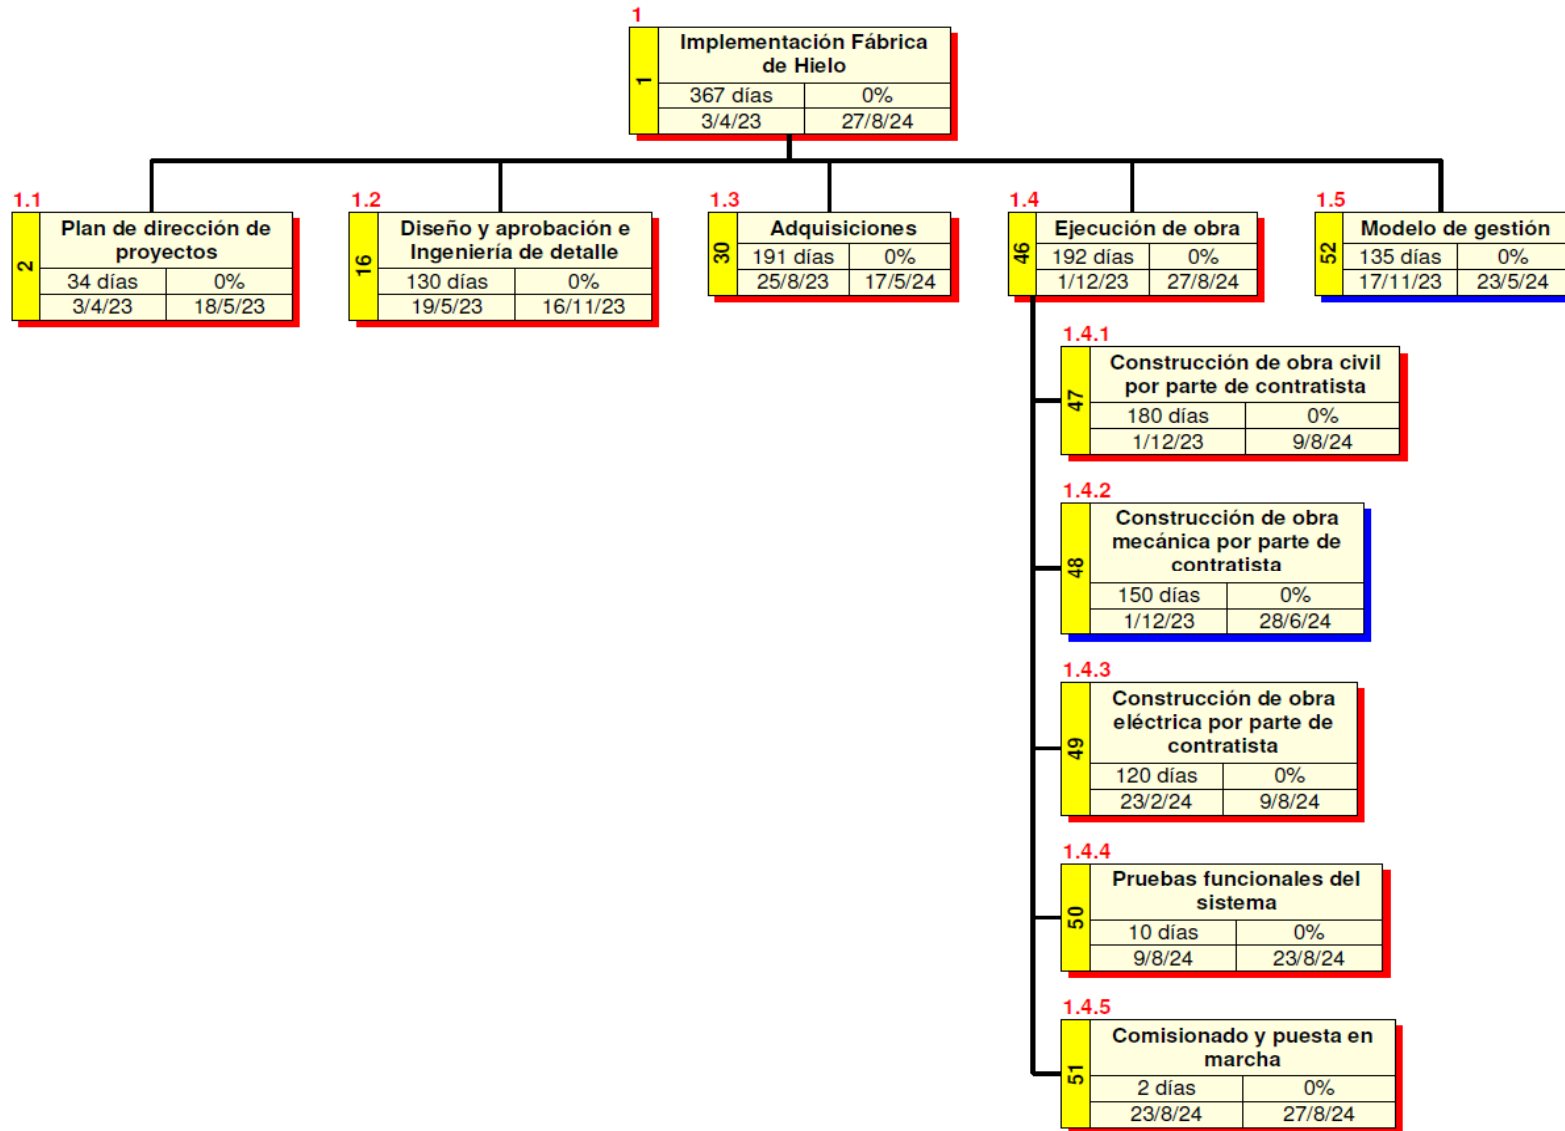 1
1
Implementación Fábrica
de Hielo
367 días 0%
3/4/23 27/8/24
1.1
2
Plan de dirección de
proyectos
34 días 0%
3/4/23 18/5/23
1.2
16
Diseño y aprobación e
Ingeniería de detalle
130 días 0%
19/5/23 16/11/23
1.3
30
Adquisiciones
191 días 0%
25/8/23 17/5/24
1.4
46
Ejecución de obra
192 días 0%
1/12/23 27/8/24
1.5
52
Modelo de gestión
135 días 0%
17/11/23 23/5/24
1.4.1
47
Construcción de obra civil
por parte de contratista
180 días 0%
1/12/23 9/8/24
1.4.2
48
Construcción de obra
mecánica por parte de
contratista
150 días 0%
1/12/23 28/6/24
1.4.3
49
Construcción de obra
eléctrica por parte de
contratista
120 días 0%
23/2/24 9/8/24
1.4.4
50
Pruebas funcionales del
sistema
10 días 0%
9/8/24 23/8/24
1.4.5
51
Comisionado y puesta en
marcha
2 días 0%
23/8/24 27/8/24